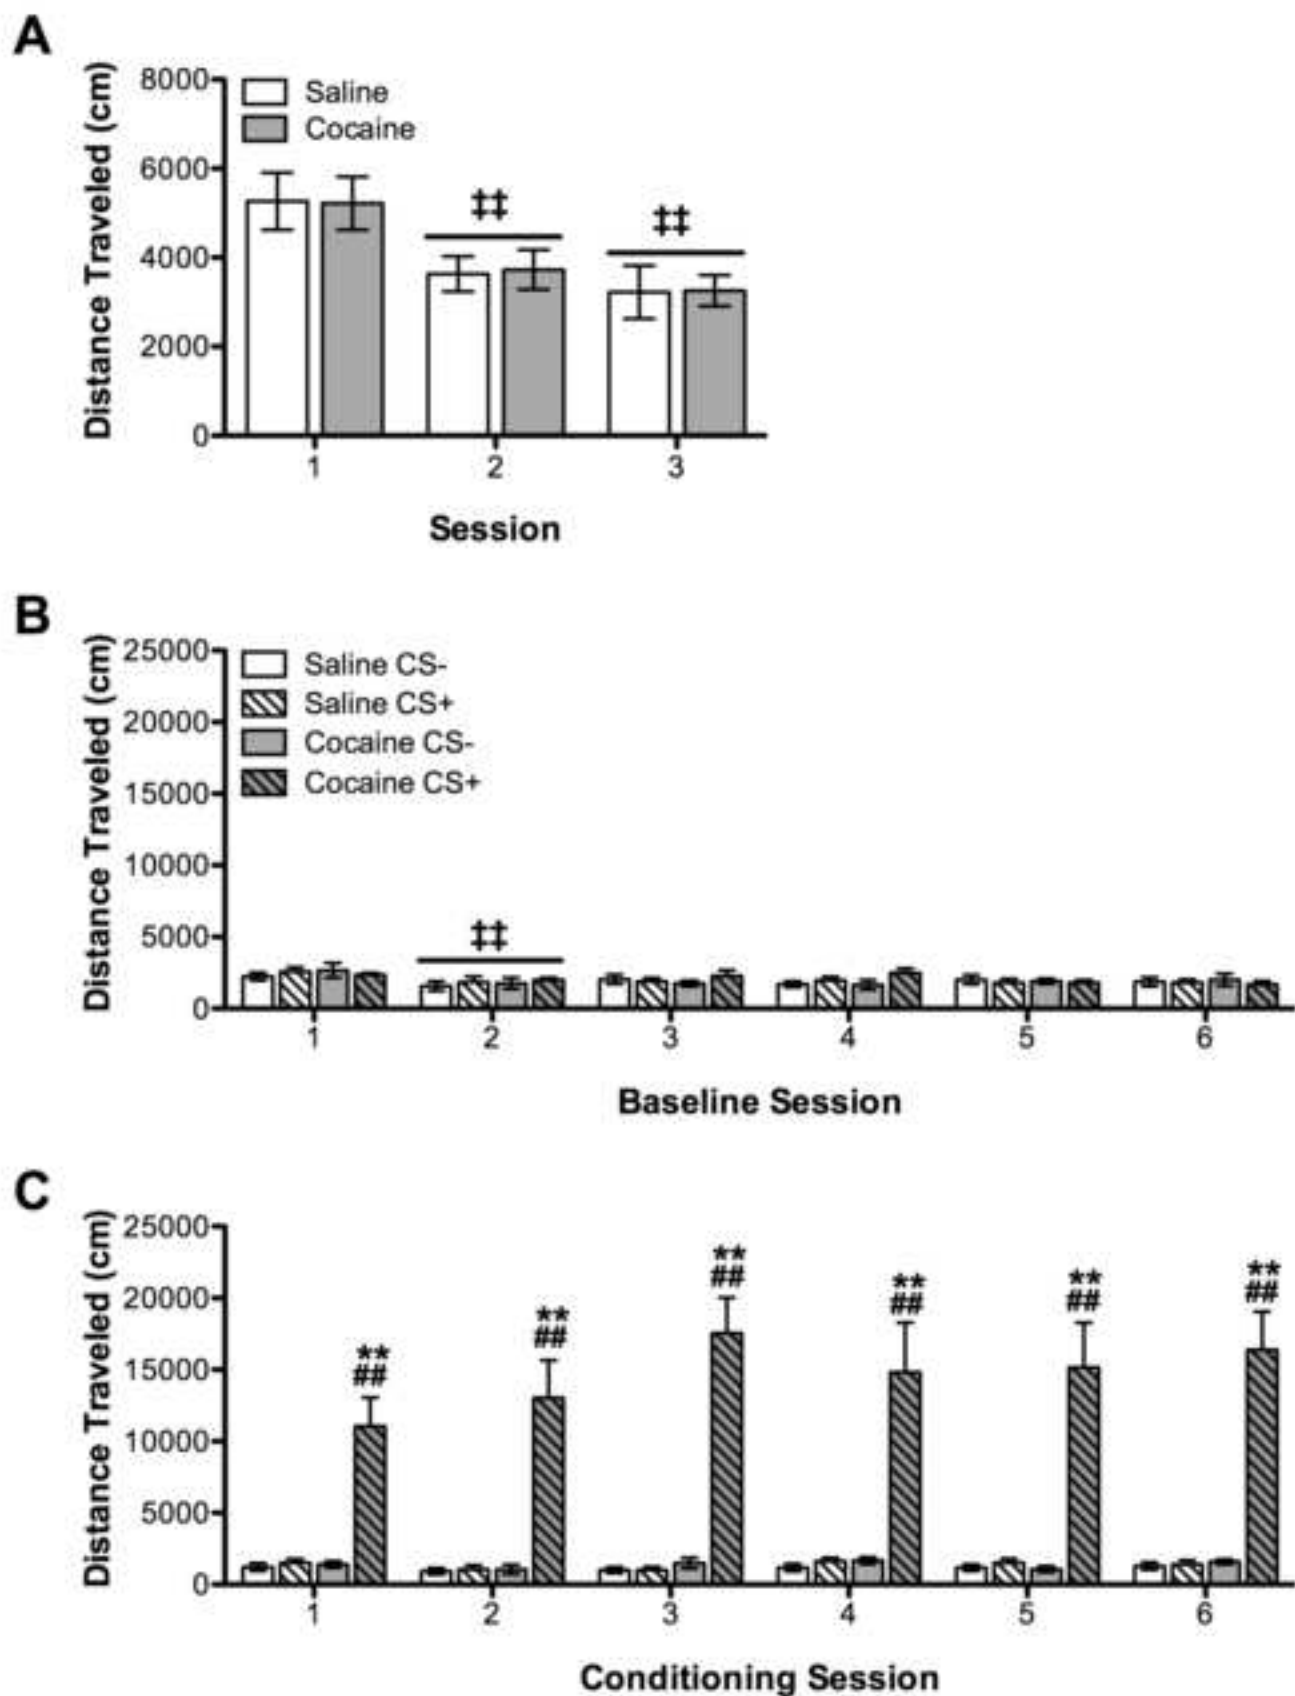 A
Distance Traveled (cm)
8000
6000
4000
2000
0
Saline
Cocaine
‡‡
‡‡
1 2 3
Session
B
Distance Traveled (cm)
25000
20000
15000
10000
5000
0
Saline CS-
Saline CS+
Cocaine CS-
Cocaine CS+
‡‡
1 2 3 4 5 6
Baseline Session
C
Distance Traveled (cm)
25000
20000
15000
10000
5000
0
** ** ** ** ** **
## ## ## ## ## ##
1 2 3 4 5 6
Conditioning Session